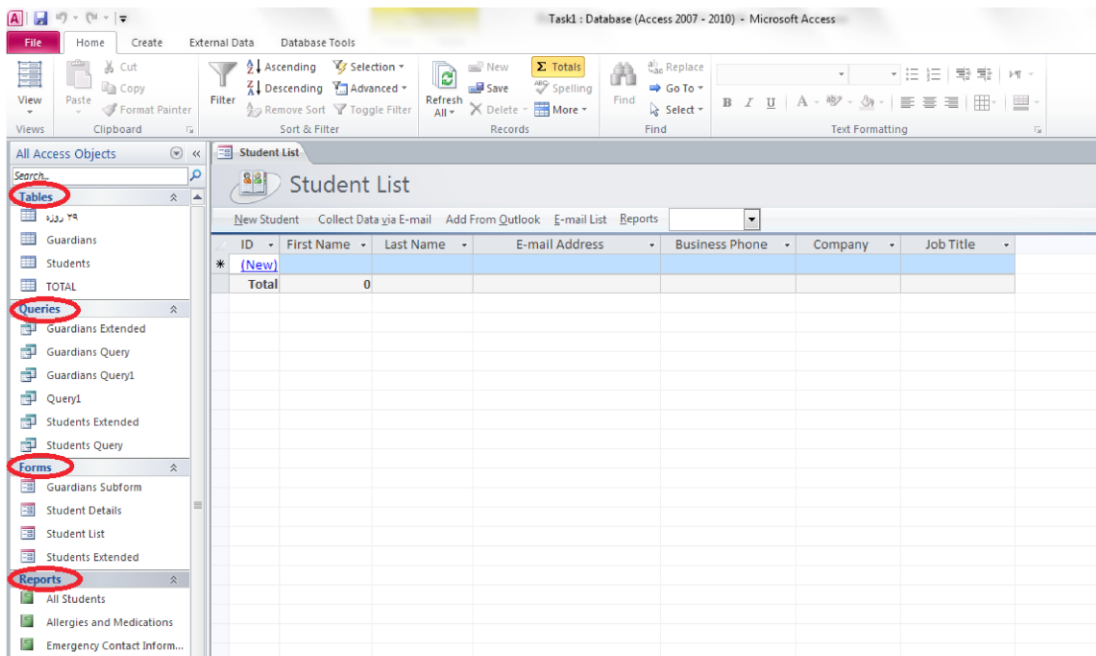 Task1 : Database (Access 2007 - 2010) - Microsoft Access
File Home Create External Data Database Tools
View
Views
Paste
Cut
Copy
Format Painter
Clipboard
Filter
Ascending
Descending
Remove Sort
Selection
Advanced
Toggle Filter
Sort & Filter
Refresh
All
New
Save
Delete
Totals
Spelling
More
Records
Find
Replace
Go To
Select
Find
B I U A
Text Formatting
All Access Objects
Search...
Tables
۲۹ روزه
Guardians
Students
TOTAL
Queries
Guardians Extended
Guardians Query
Guardians Query1
Query1
Students Extended
Students Query
Forms
Guardians Subform
Student Details
Student List
Students Extended
Reports
All Students
Allergies and Medications
Emergency Contact Inform...
Student List
Student List
New Student Collect Data via E-mail Add From Outlook E-mail List Reports
ID First Name Last Name E-mail Address Business Phone Company Job Title
(New)
Total 0